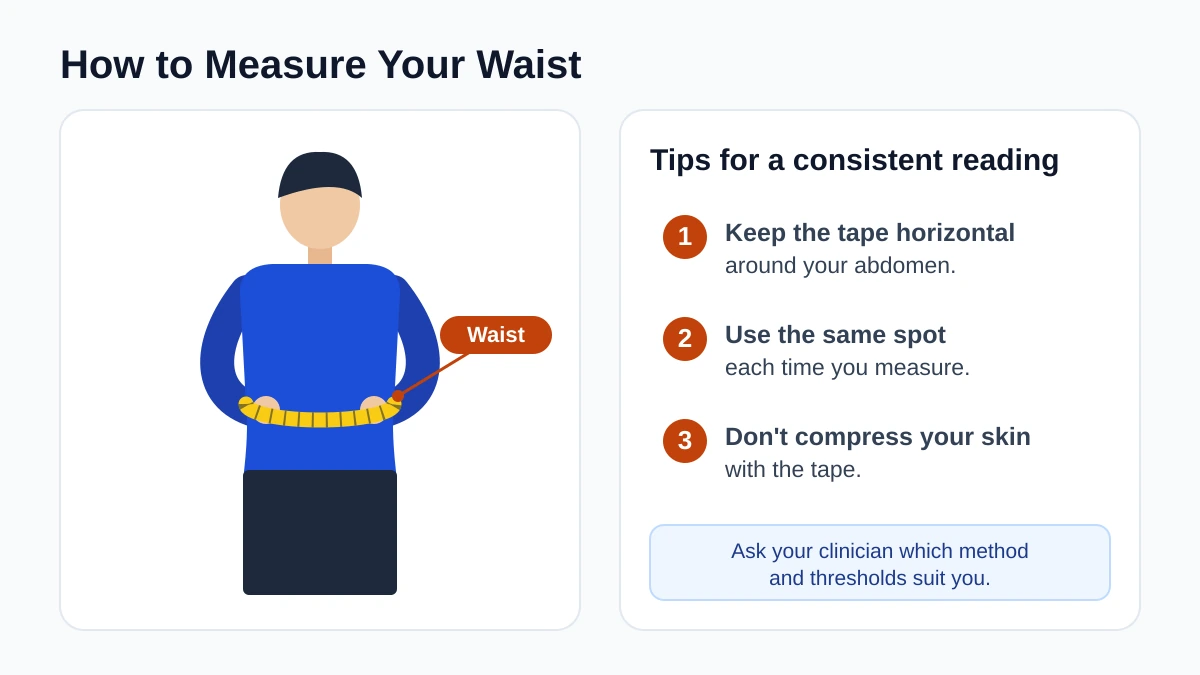 How to Measure Your Waist
Waist
Tips for a consistent reading
1
Keep the tape horizontal
around your abdomen.
2
Use the same spot
each time you measure.
3
Don't compress your skin
with the tape.
Ask your clinician which method
and thresholds suit you.